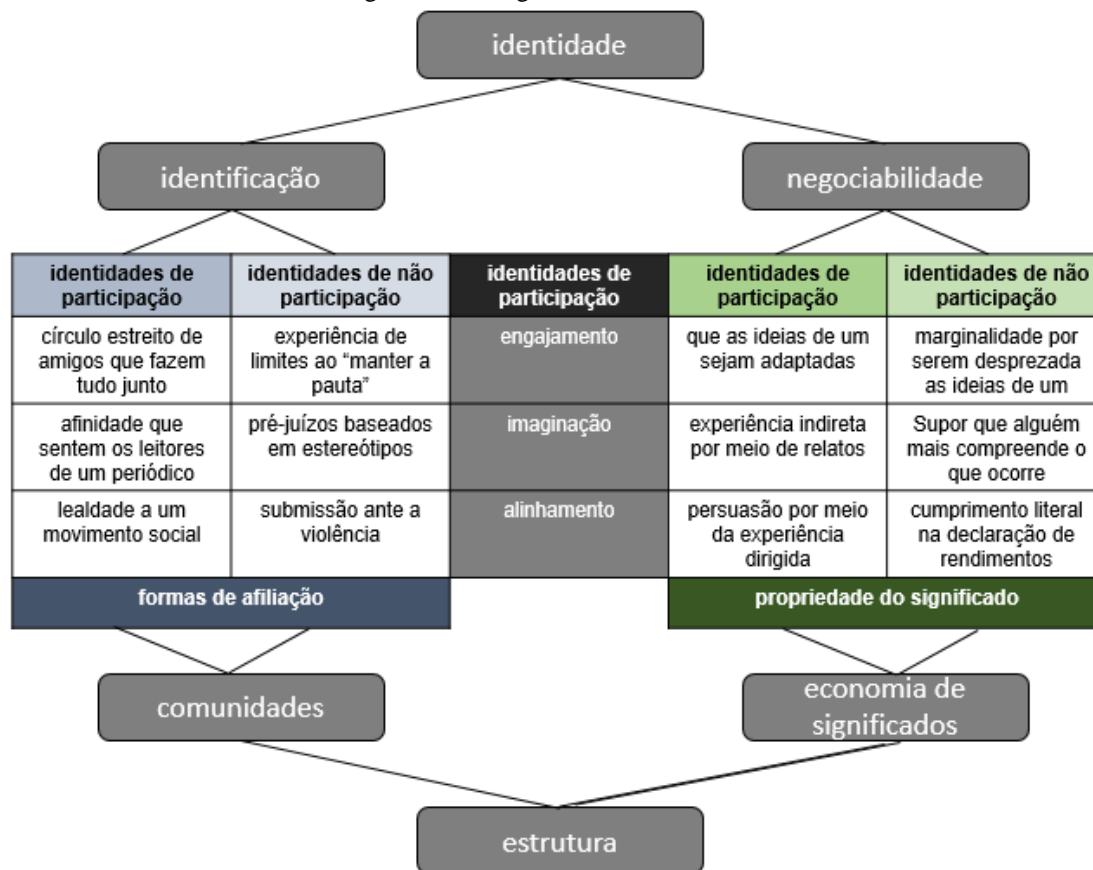 identidade
identificação
negociabilidade
identidades de
participação
identidades de não
participação
identidades de
participação
identidades de
participação
identidades de não
participação
círculo estreito de
amigos que fazem
tudo junto
experiência de
limites ao “manter a
pauta”
engajamento
que as ideias de um
sejam adaptadas
marginalidade por
serem desprezada
as ideias de um
afinidade que
sentem os leitores
de um periódico
pré-juízos baseados
em estereótipos
imaginação
experiência indireta
por meio de relatos
Supor que alguém
mais compreende o
que ocorre
lealdade a um
movimento social
submissão ante a
violência
alinhamento
persuasão por meio
da experiência
dirigida
cumprimento literal
na declaração de
rendimentos
formas de afiliação
propriedade do significado
comunidades
economia de
significados
estrutura